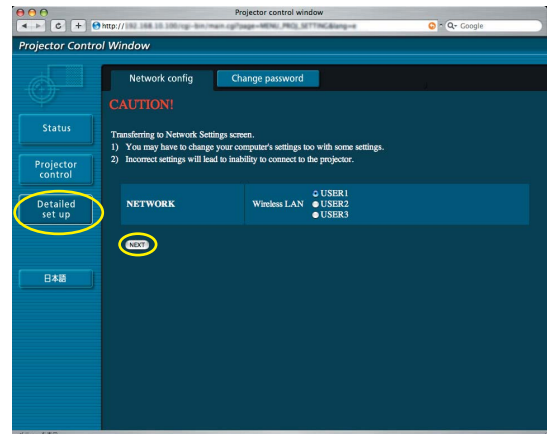 Projector control window
http://
Google
Projector Control Window
Network config
Change password
CAUTION!
Status
Transferring to Network Settings screen.
1) You may have to change your computer's settings too with some settings.
2) Incorrect settings will lead to inability to connect to the projector.
Projector
control
Detailed
set up
NETWORK
Wireless LAN
USER1
USER2
USER3
NEXT
日本語